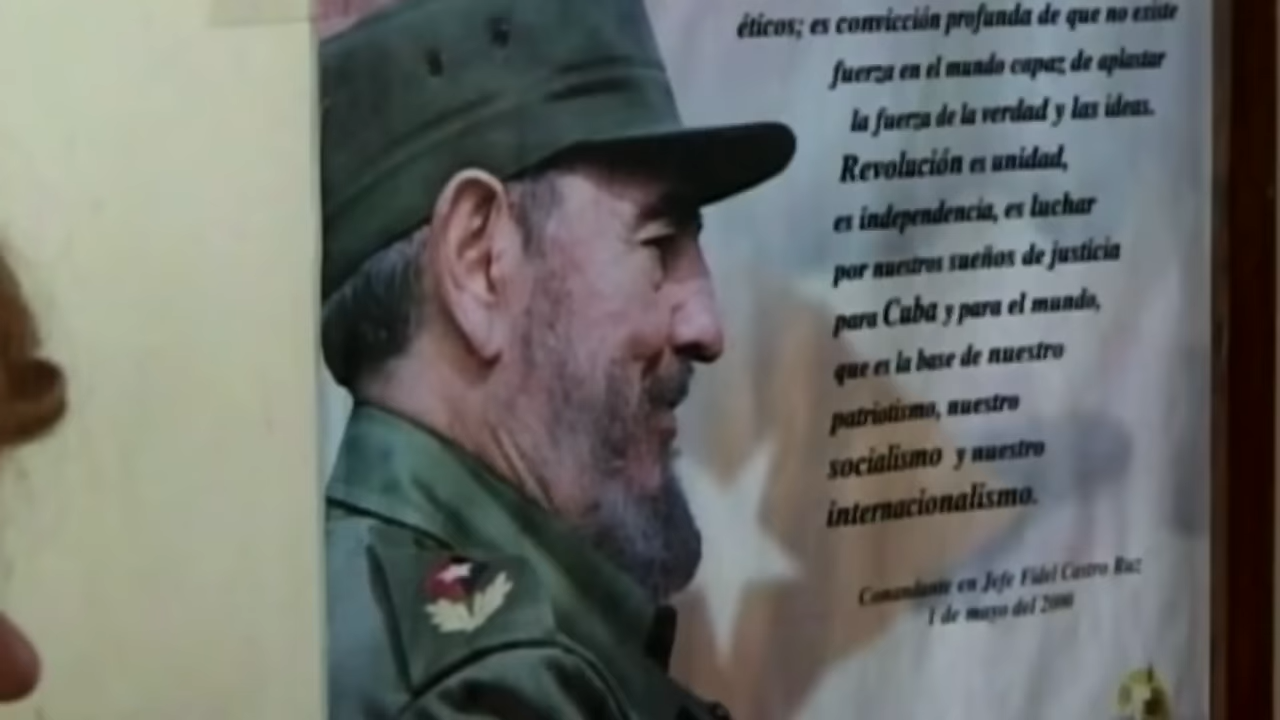 éticos; es convicción profunda de que no existe
fuerza en el mundo capaz de aplastar
la fuerza de la verdad y las ideas.
Revolución es unidad,
es independencia, es luchar
por nuestros sueños de justicia
para Cuba y para el mundo,
que es la base de nuestro
patriotismo, nuestro
socialismo y nuestro
internacionalismo.
Comandante en Jefe Fidel Castro Ruz
1 de mayo del 2000